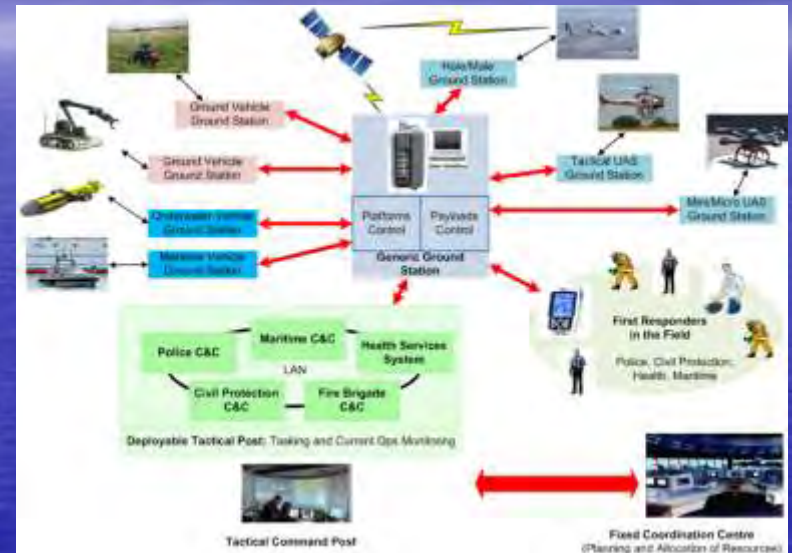 Hale/Male
Ground Station
Ground Vehicle
Ground Station
Ground Vehicle
Ground Station
Tactical UAS
Ground Station
Underwater Vehicle
Ground Station
Mini/Micro UAS
Ground Station
Maritime Vehicle
Ground Station
Platforms
Control
Payloads
Control
Generic Ground
Station
First Responders
in the Field
Police, Civil Protection,
Health, Maritime
Police C&C
Maritime C&C
Health Services
System
LAN
Civil Protection
C&C
Fire Brigade
C&C
Deployable Tactical Post: Tasking and Current Ops Monitoring
Tactical Command Post
Fixed Coordination Centre
(Planning and Allocation of Resources)